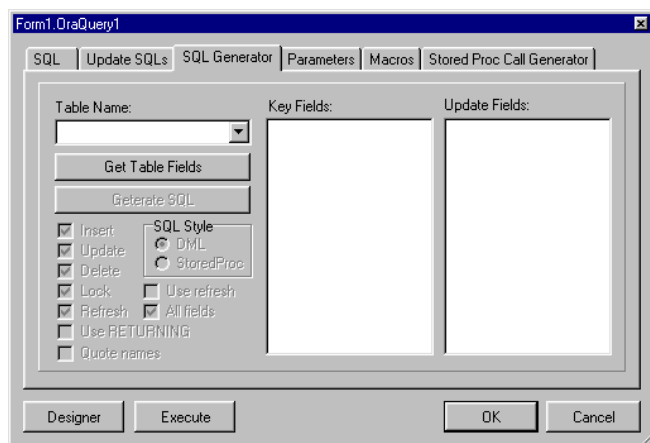 Form1.OraQuery1
SQL Update SQLs SQL Generator Parameters Macros Stored Proc Call Generator
Table Name: Key Fields: Update Fields:
Get Table Fields
Geterate SQL
Insert SQL Style
Update DML
Delete StoredProc
Lock Use refresh
Refresh All fields
Use RETURNING
Quote names
Designer Execute OK Cancel